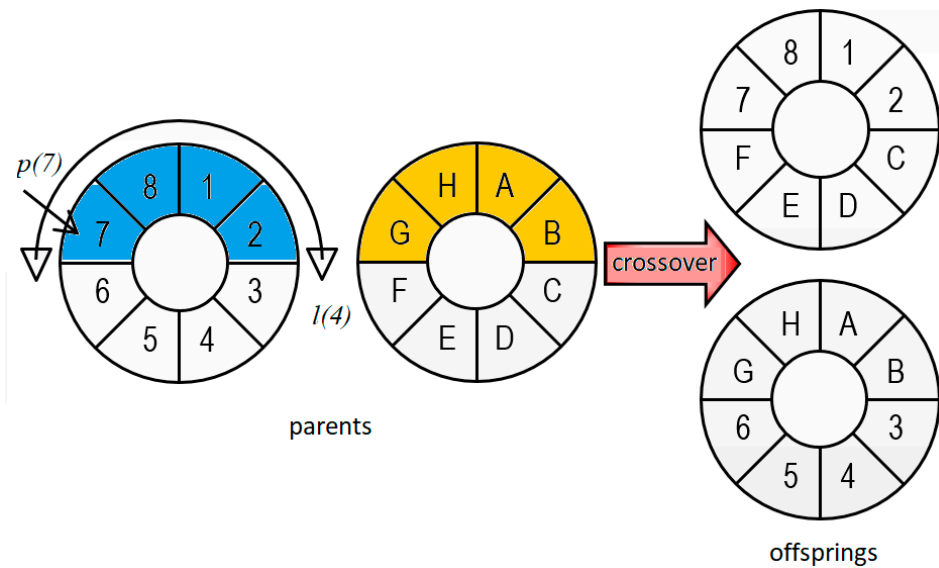 p(7)
8 1
7 2
6 3
5 4
l(4)
H A
G B
F C
E D
parents
crossover
8 1
7 2
F C
E D
H A
G B
6 3
5 4
offsprings